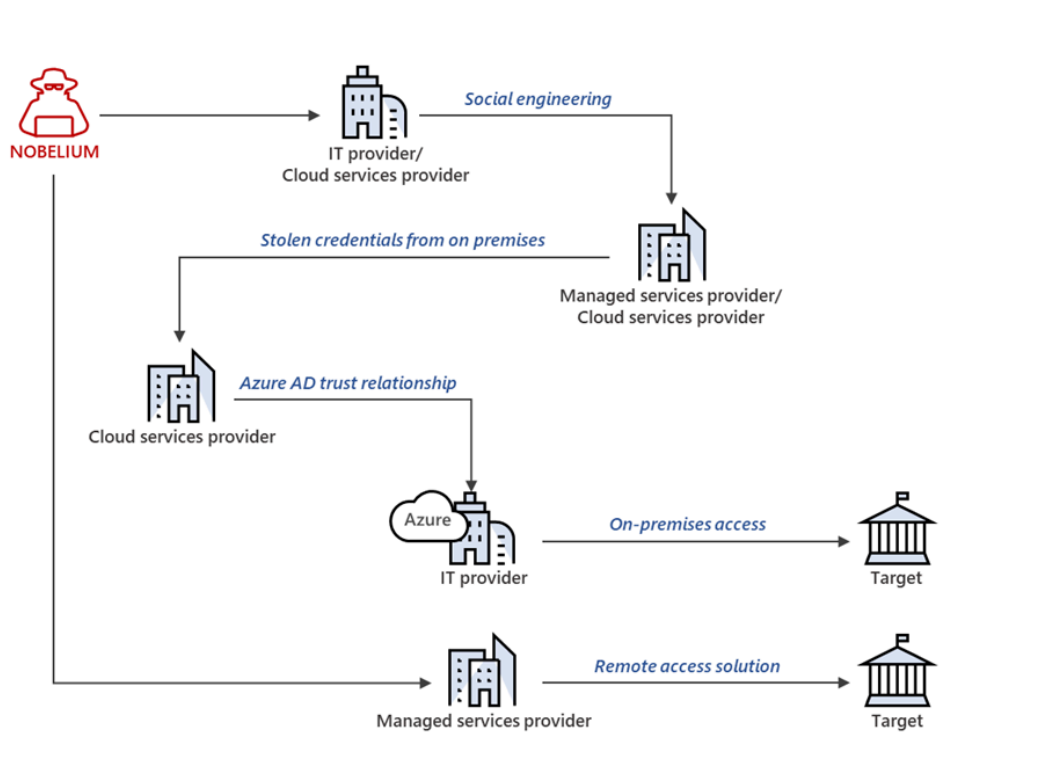 Social engineering
NOBELIUM
IT provider/
Cloud services provider
Stolen credentials from on premises
Managed services provider/
Cloud services provider
Azure AD trust relationship
Cloud services provider
Azure
On-premises access
IT provider
Target
Remote access solution
Managed services provider
Target